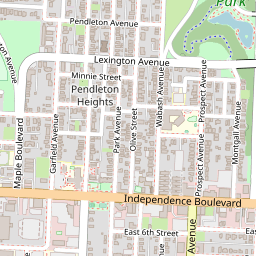 Park
Pendleton Avenue
Lexington Avenue
Minnie Street
Pendleton
Heights
Maple Boulevard
Garfield Avenue
Park Avenue
Olive Street
Wabash Avenue
Prospect Avenue
Prospect Avenue
Montgall Avenue
Independence Boulevard
East 6th Street
Avenue
Avenue